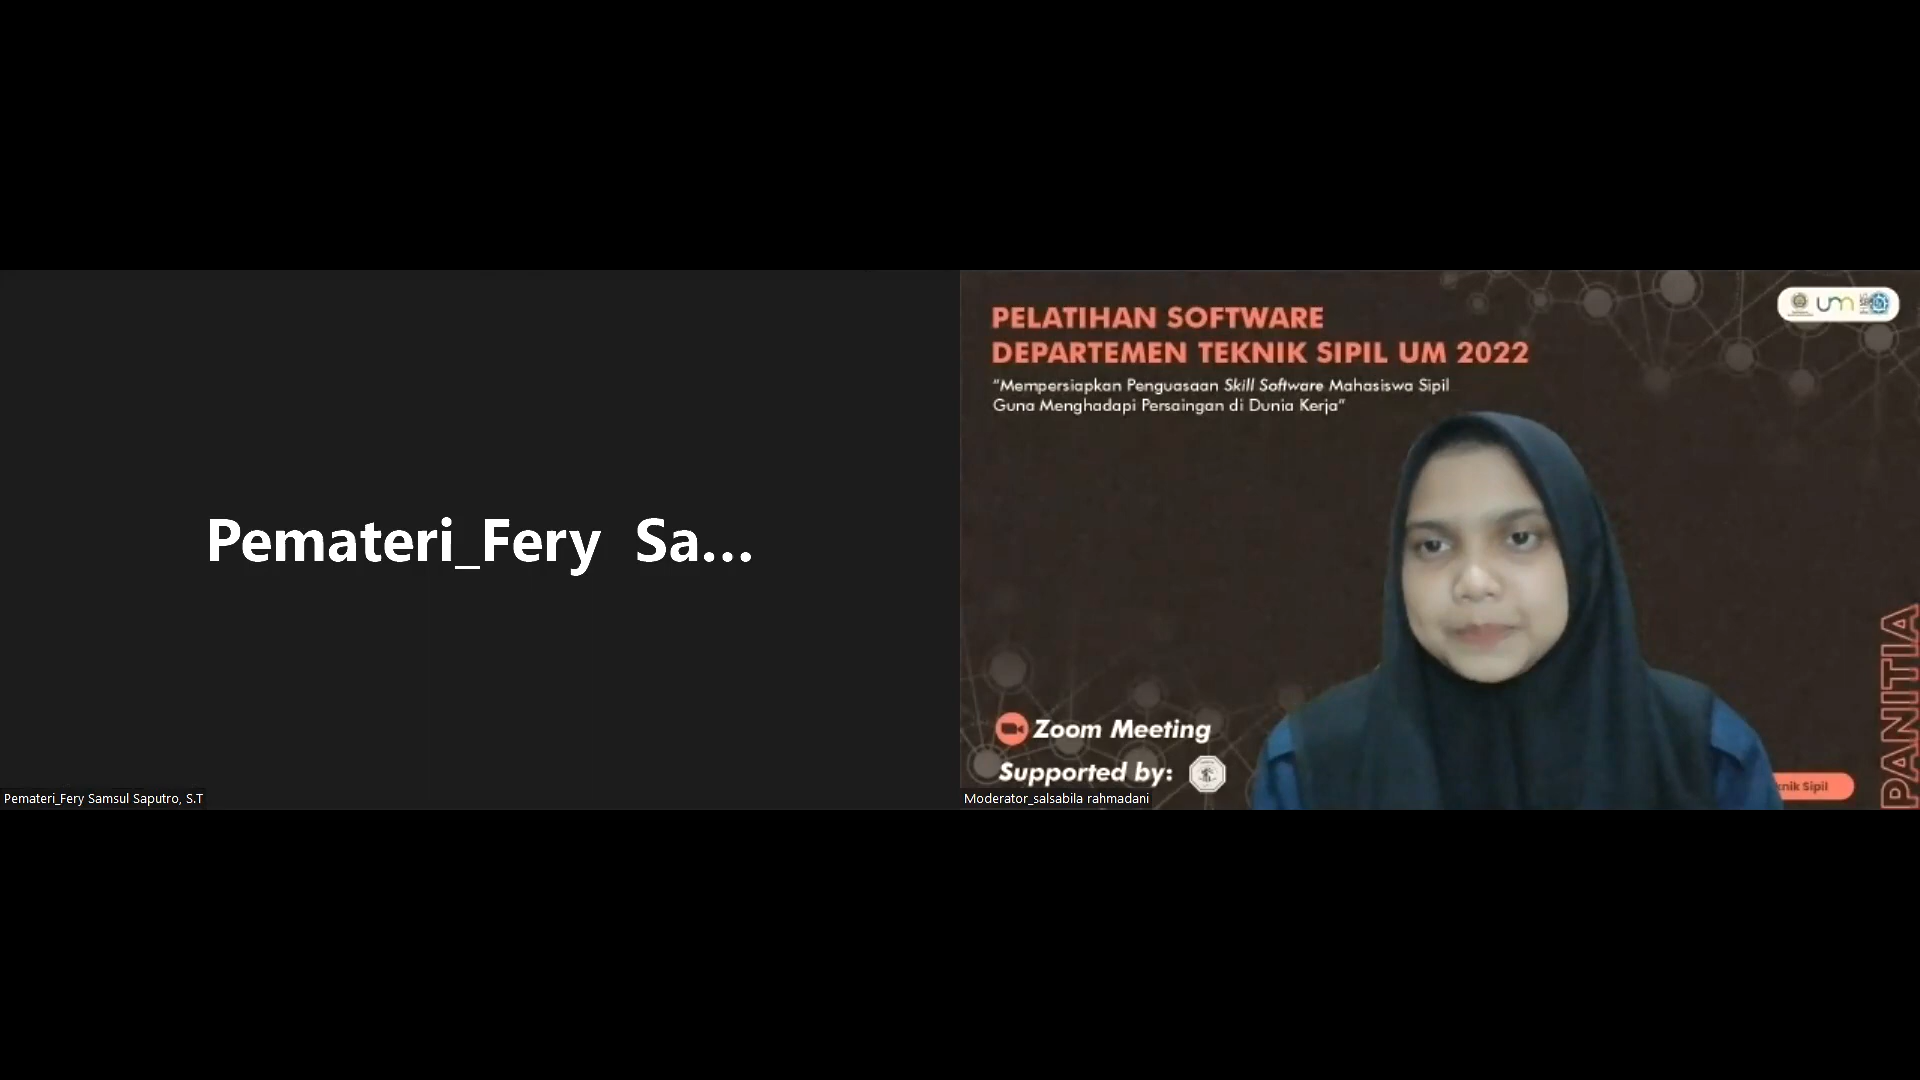 Pemateri_Fery Sa...
Pemateri_Fery Samsul Saputro, S.T
PELATIHAN SOFTWARE
DEPARTEMEN TEKNIK SIPIL UM 2022
"Mempersiapkan Penguasaan Skill Software Mahasiswa Sipil
Guna Menghadapi Persaingan di Dunia Kerja"
um
Zoom Meeting
Supported by:
Moderator_salsabila rahmadani
knik Sipil
PANITIA